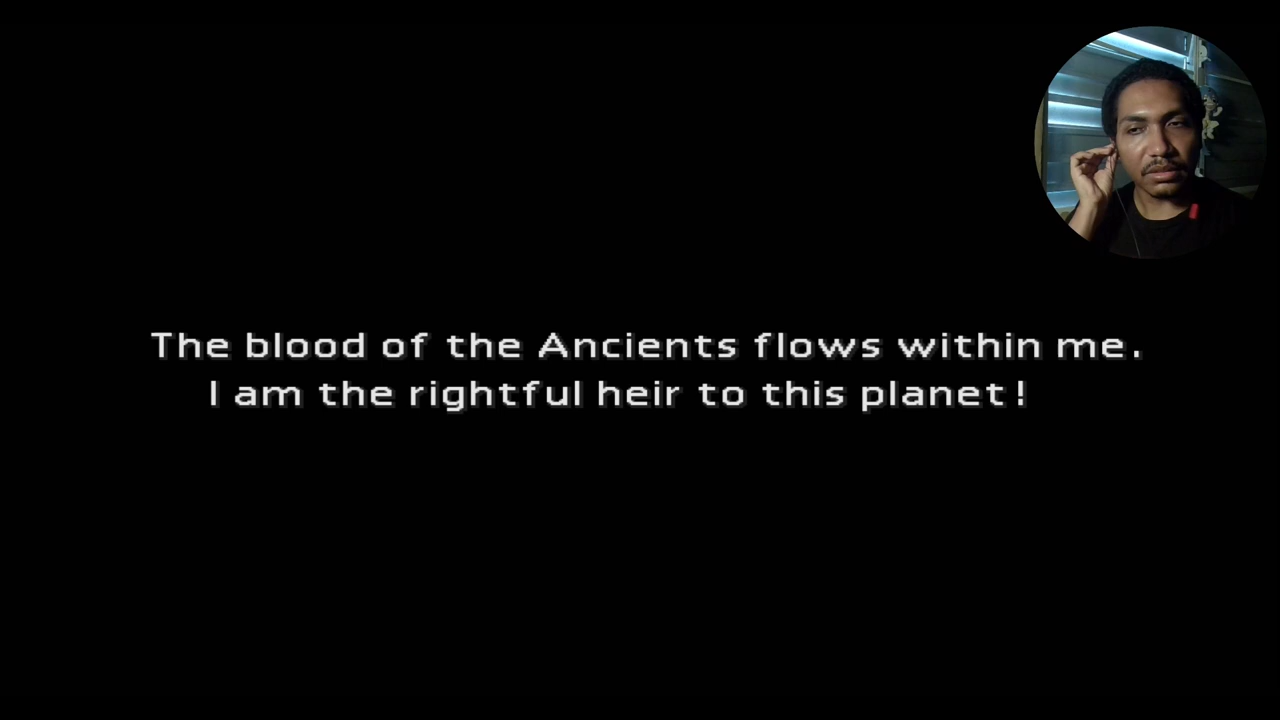 The blood of the Ancients flows within me.
I am the rightful heir to this planet!